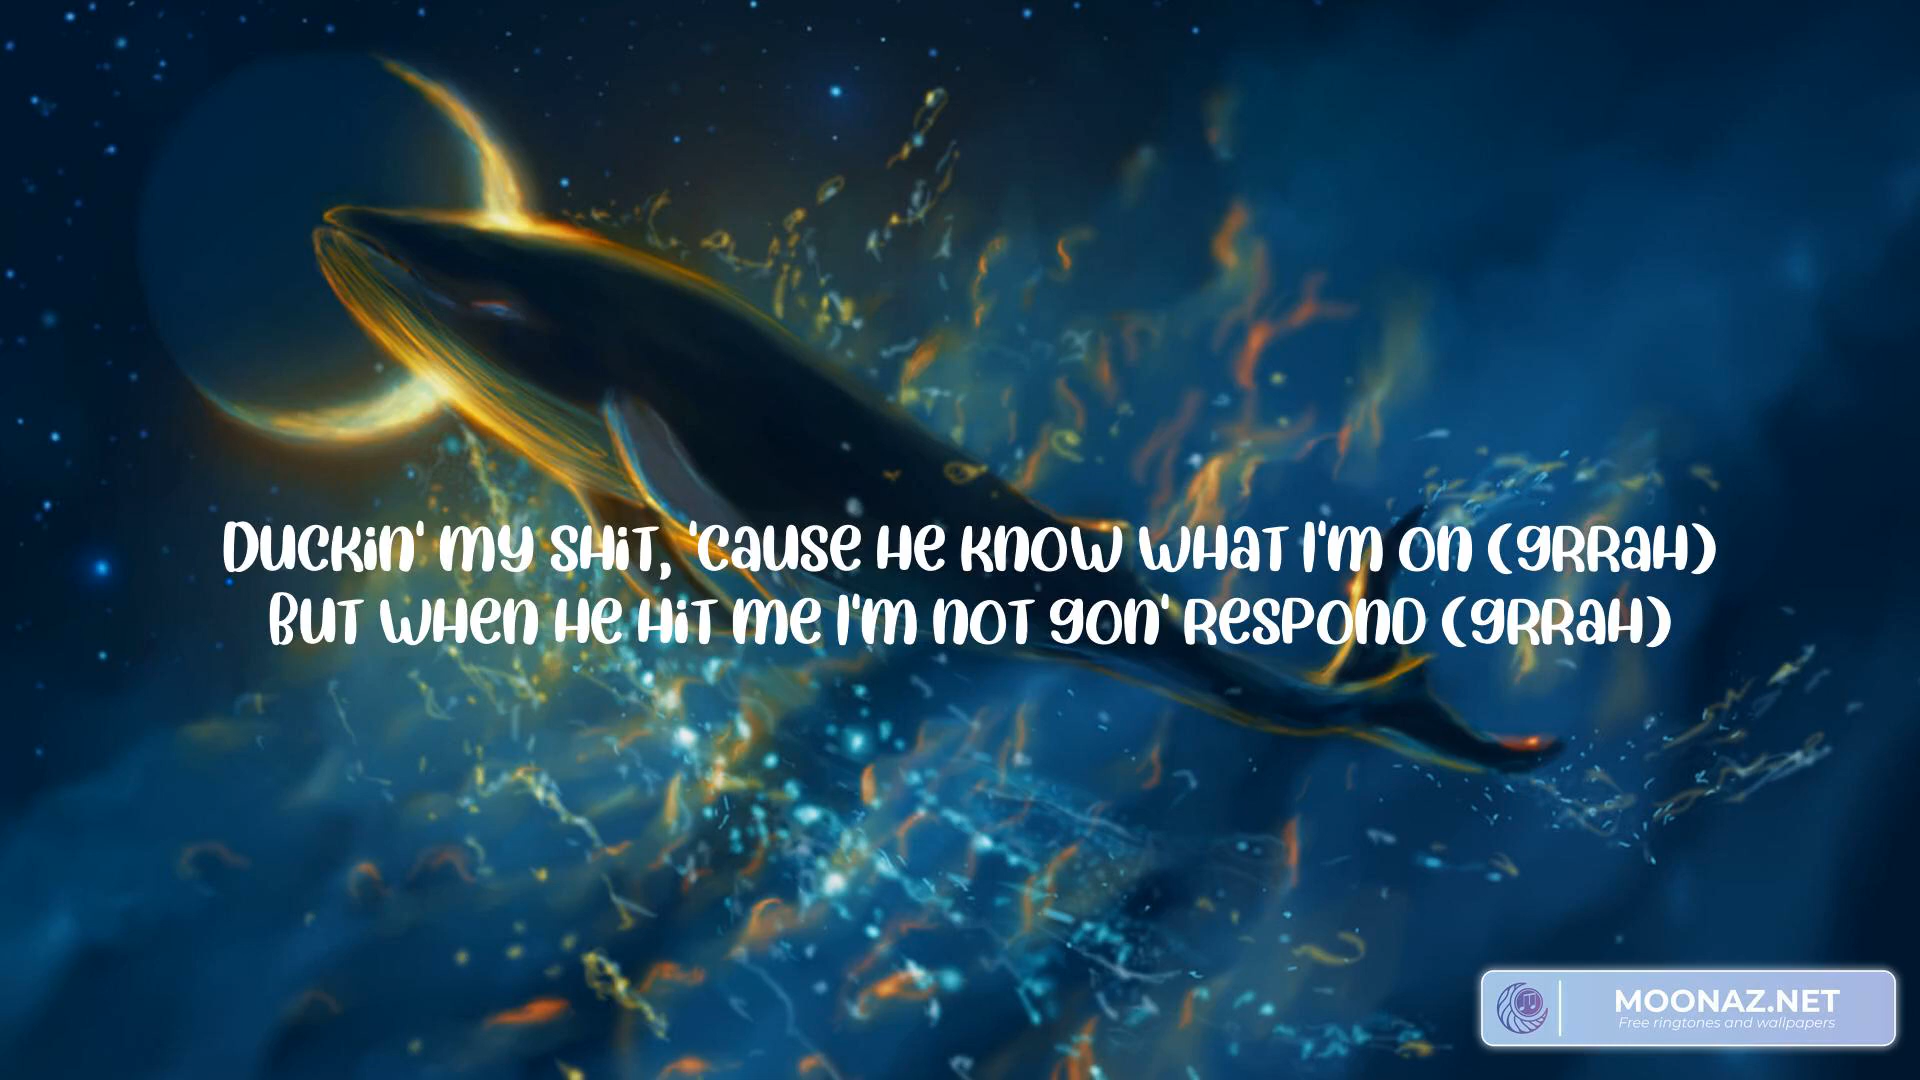 Duckin' my shit, 'cause he know what I'm on (grrah)
But when he hit me I'm not gon' respond (grrah)
MOONAZ.NET
Free ringtones and wallpapers